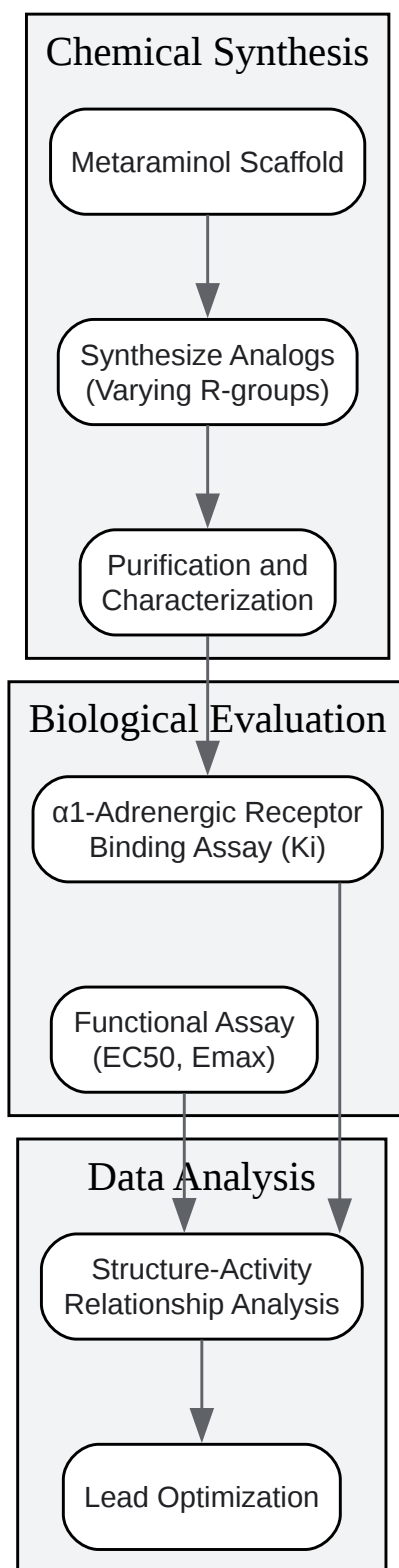 Chemical Synthesis
Metaraminol Scaffold
Synthesize Analogs
(Varying R-groups)
Purification and
Characterization
Biological Evaluation
α1-Adrenergic Receptor
Binding Assay (Ki)
Functional Assay
(EC50, Emax)
Data Analysis
Structure-Activity
Relationship Analysis
Lead Optimization